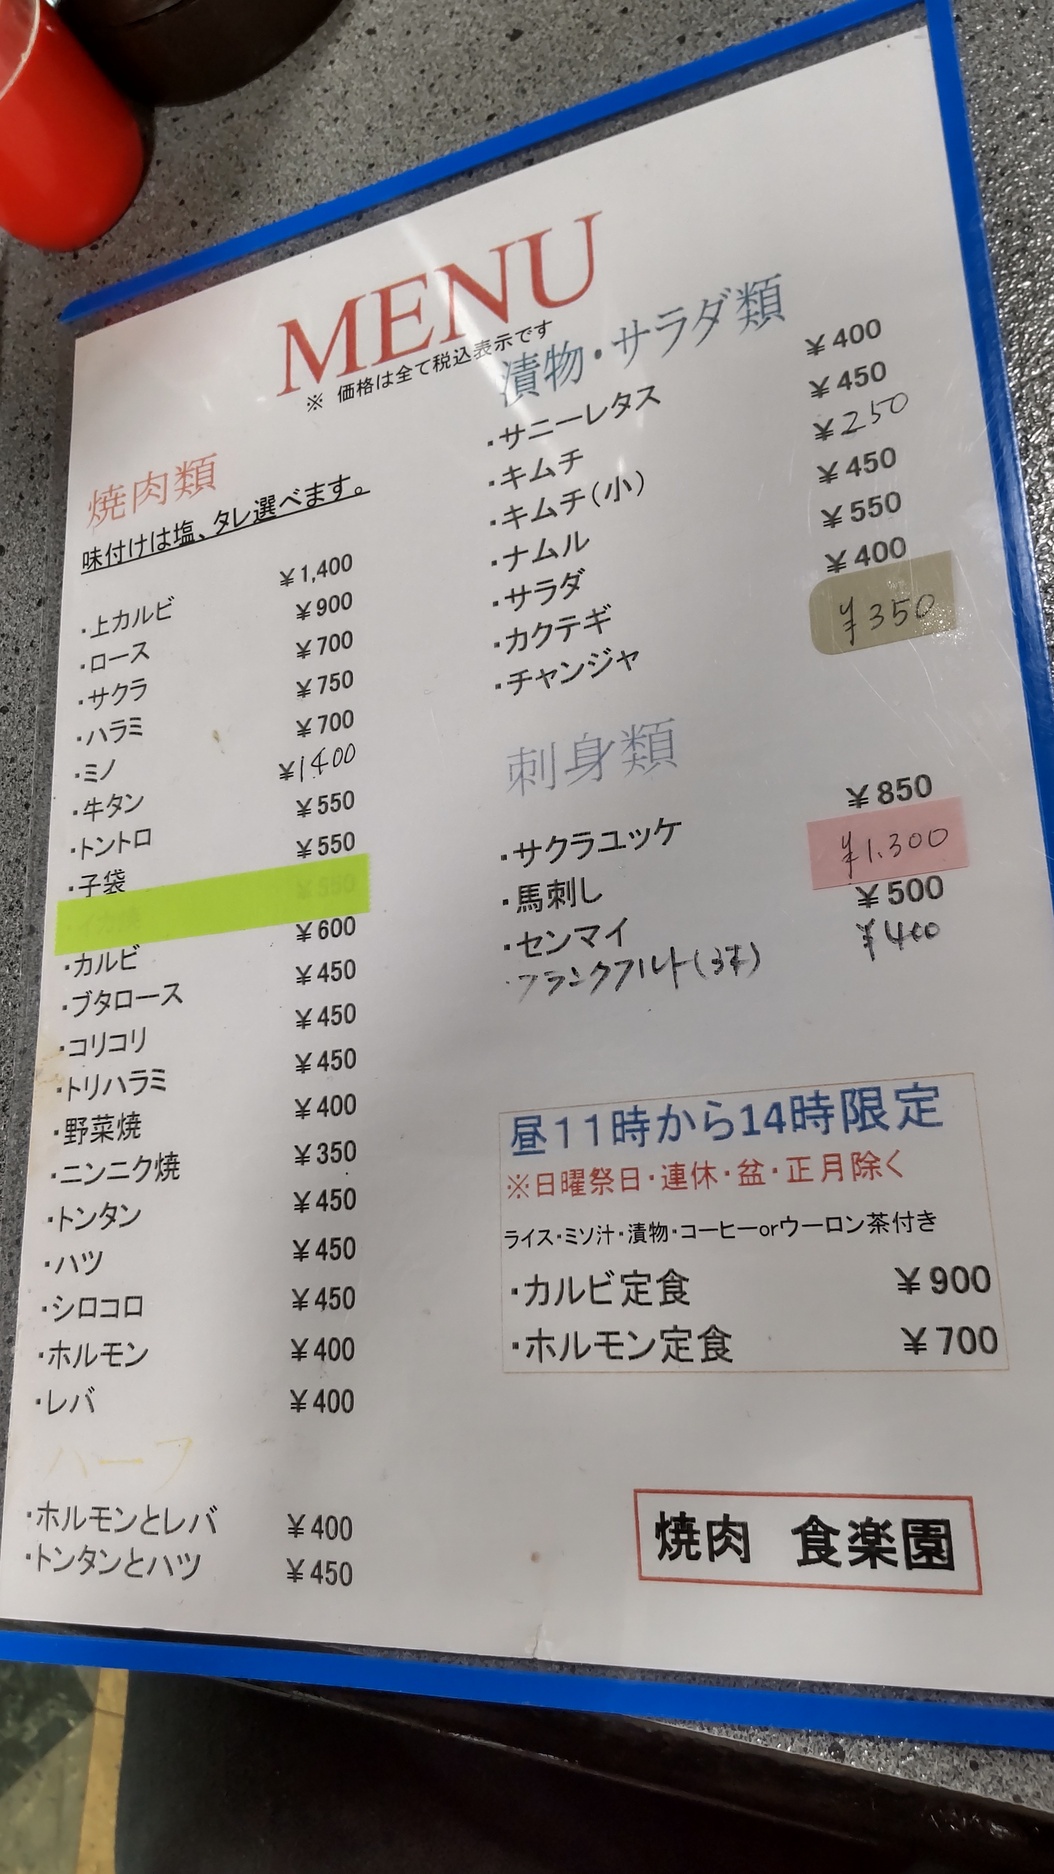 MENU
※ 価格は全て税込表示です
焼肉類
味付けは塩、タレ選べます。
・上カルビ ¥1,400
・ロース ¥900
・サクラ ¥700
・ハラミ ¥750
・ミノ ¥700
・牛タン ¥1400
・トントロ ¥550
・子袋 ¥550
・カルビ ¥600
・ブタロース ¥450
・コリコリ ¥450
・トリハラミ ¥450
・野菜焼 ¥400
・ニンニク焼 ¥350
・トンタン ¥450
・ハツ ¥450
・シロコロ ¥450
・ホルモン ¥400
・レバ ¥400
ハーフ
・ホルモンとレバ ¥400
・トンタンとハツ ¥450
漬物・サラダ類
・サニーレタス ¥400
・キムチ ¥450
・キムチ(小) ¥250
・ナムル ¥450
・サラダ ¥550
・カクテギ ¥400
・チャンジャ ¥350
刺身類
・サクラユッケ ¥850
・馬刺し ¥1.300
・センマイ ¥500
・フランクフルト(3本) ¥400
昼11時から14時限定
※日曜祭日・連休・盆・正月除く
ライス・ミソ汁・漬物・コーヒーorウーロン茶付き
・カルビ定食 ¥900
・ホルモン定食 ¥700
焼肉 食楽園